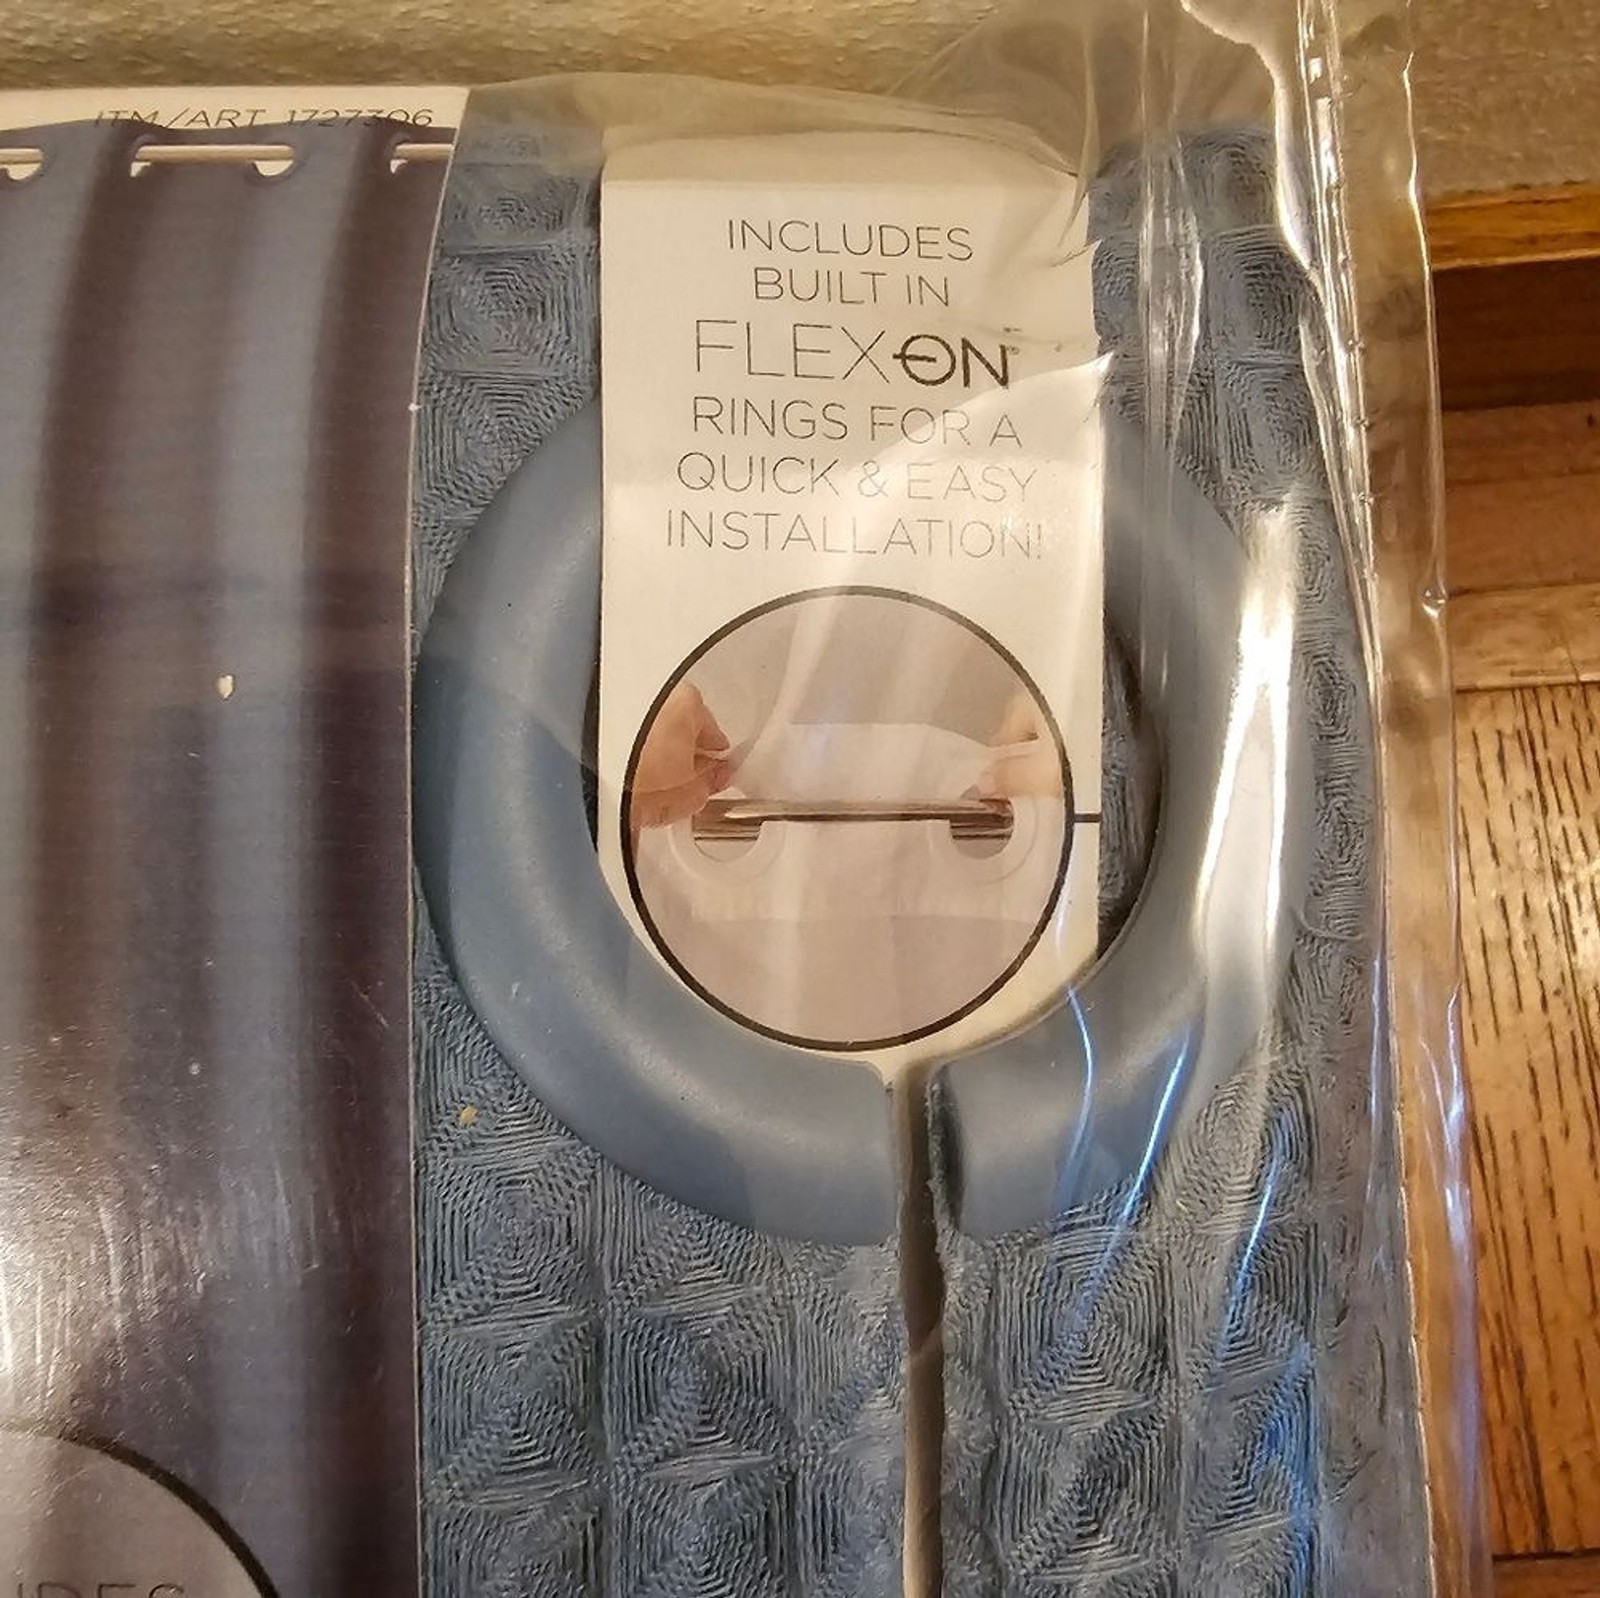 ITM/ART 1727306
INCLUDES
BUILT IN
FLEXON
RINGS FOR A
QUICK & EASY
INSTALLATION!